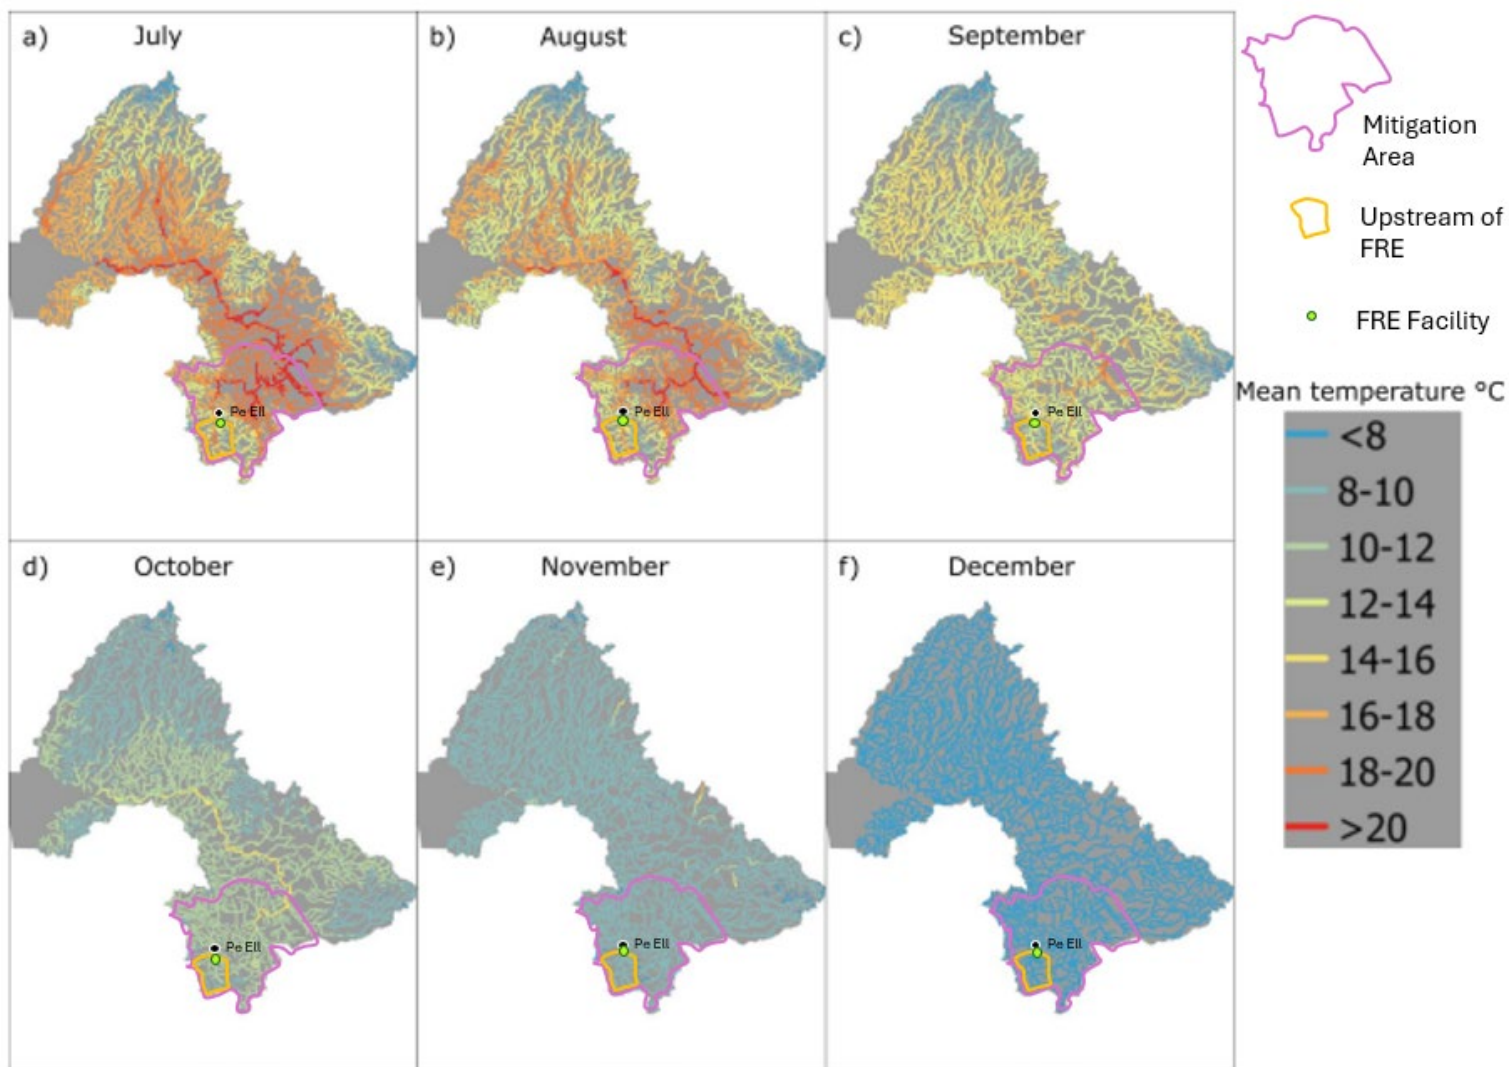 a) July
b) August
c) September
Pe Ell
Pe Ell
Pe Ell
d) October
e) November
f) December
Pe Ell
Pe Ell
Pe Ell
Mitigation
Area
Upstream of
FRE
FRE Facility
Mean temperature °C
<8
8-10
10-12
12-14
14-16
16-18
18-20
>20